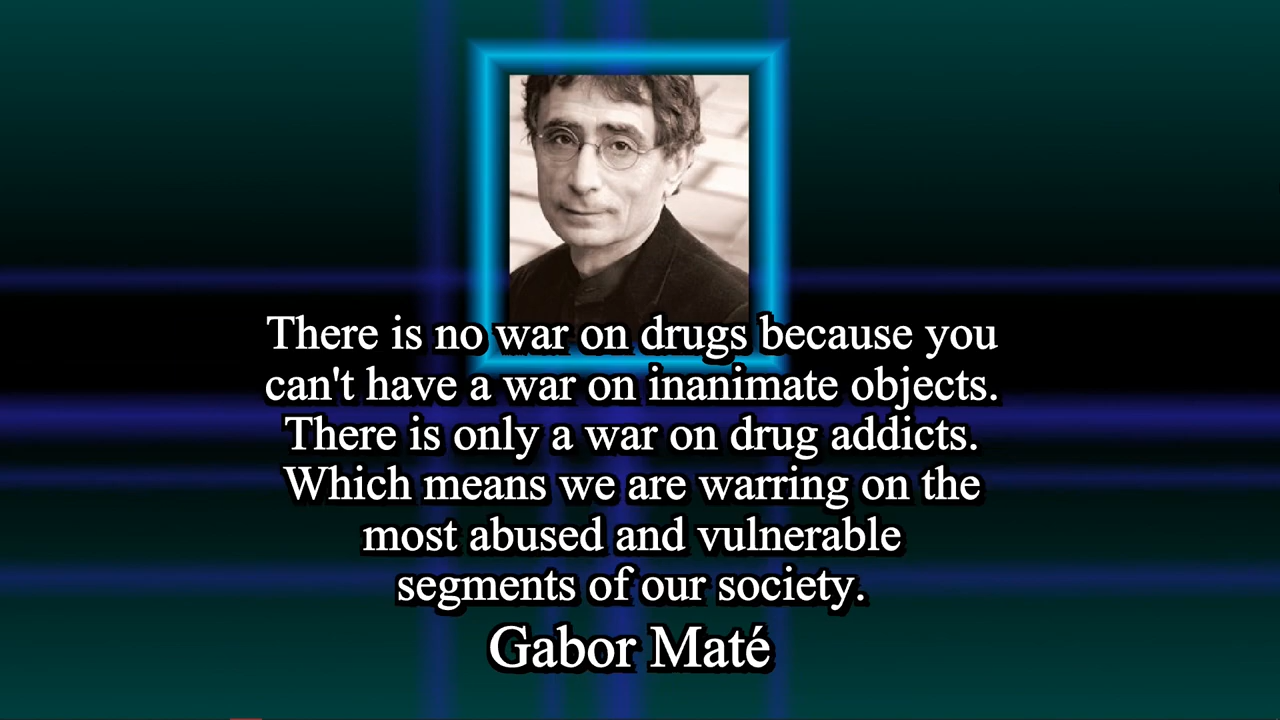 There is no war on drugs because you
can't have a war on inanimate objects.
There is only a war on drug addicts.
Which means we are warring on the
most abused and vulnerable
segments of our society.
Gabor Maté